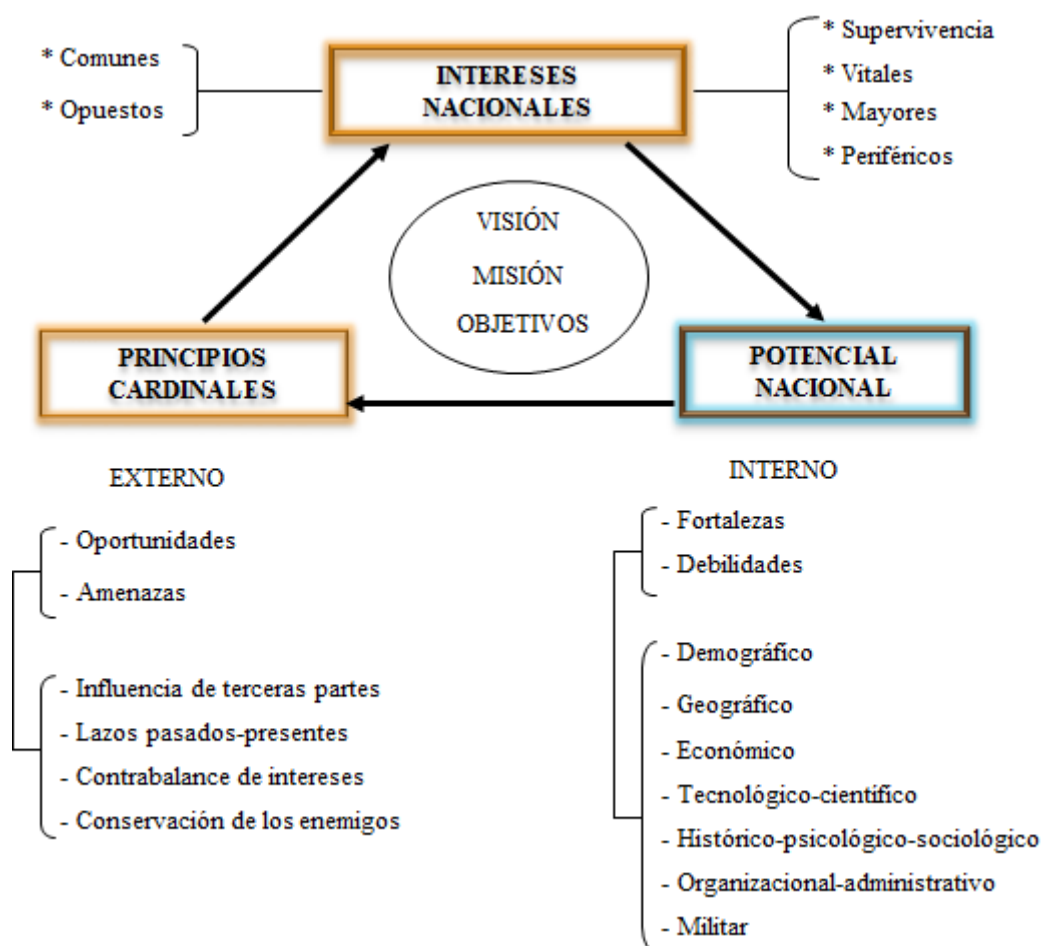 * Comunes
* Opuestos
INTERESES
NACIONALES
* Supervivencia
* Vitales
* Mayores
* Periféricos
VISIÓN
MISIÓN
OBJETIVOS
PRINCIPIOS
CARDINALES
POTENCIAL
NACIONAL
EXTERNO
- Oportunidades
- Amenazas
- Influencia de terceras partes
- Lazos pasados-presentes
- Contrabalance de intereses
- Conservación de los enemigos
INTERNO
- Fortalezas
- Debilidades
- Demográfico
- Geográfico
- Económico
- Tecnológico-científico
- Histórico-psicológico-sociológico
- Organizacional-administrativo
- Militar